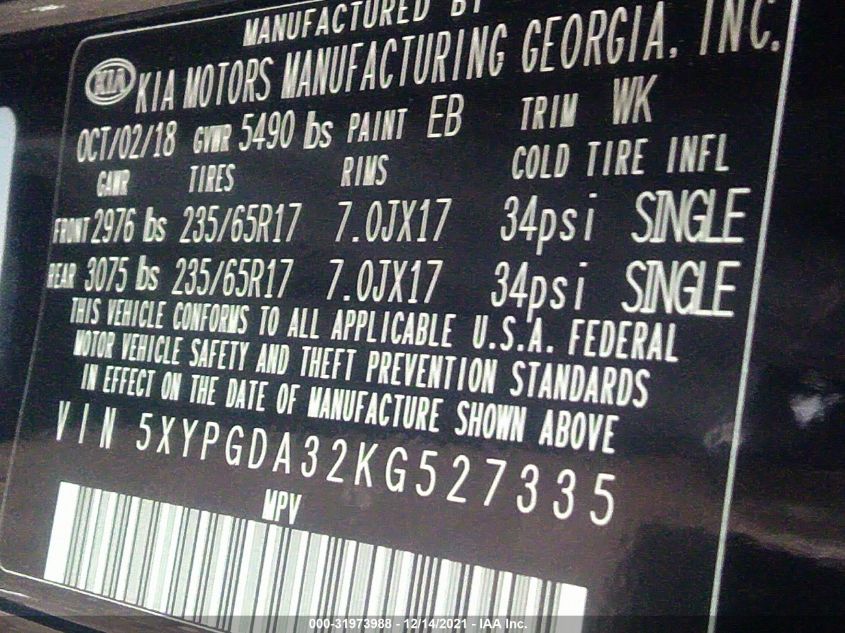 MANUFACTURED BY
KIA KIA MOTORS MANUFACTURING GEORGIA, INC.
OCT/02/18 GVWR 5490 lbs PAINT EB TRIM WK
GAWR TIRES RIMS COLD TIRE INFL
FRONT 2976 lbs 235/65R17 7.0JX17 34psi SINGLE
REAR 3075 lbs 235/65R17 7.0JX17 34psi SINGLE
THIS VEHICLE CONFORMS TO ALL APPLICABLE U.S.A. FEDERAL
MOTOR VEHICLE SAFETY AND THEFT PREVENTION STANDARDS
IN EFFECT ON THE DATE OF MANUFACTURE SHOWN ABOVE
VIN 5XYPGDA32KG527335
MPV
000-31973988 - 12/14/2021 - IAA Inc.